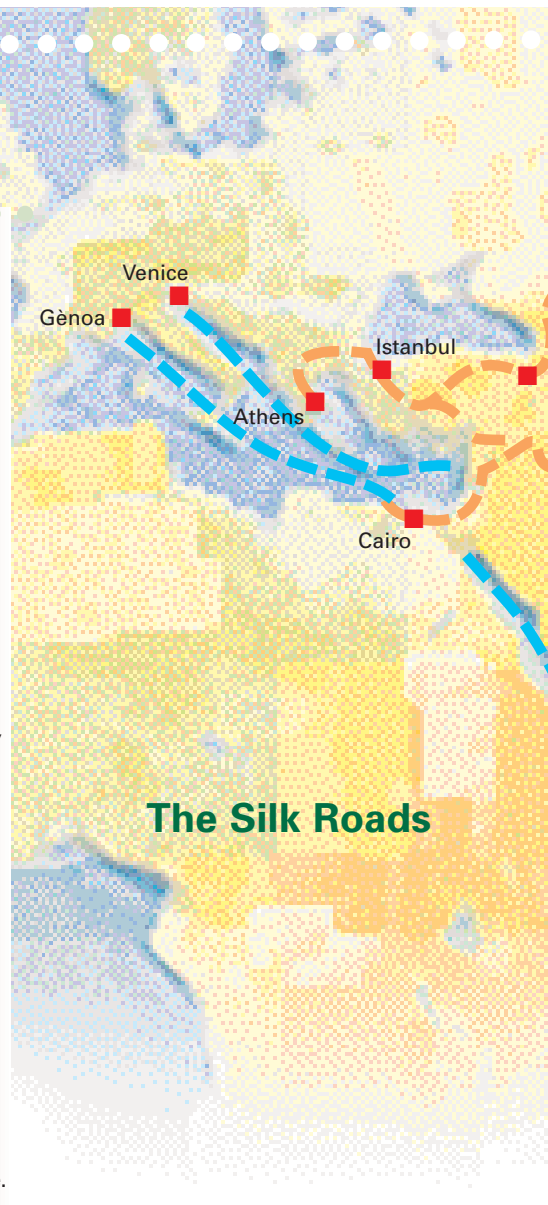 Venice
Gènoa
Istanbul
Athens
Cairo
The Silk Roads